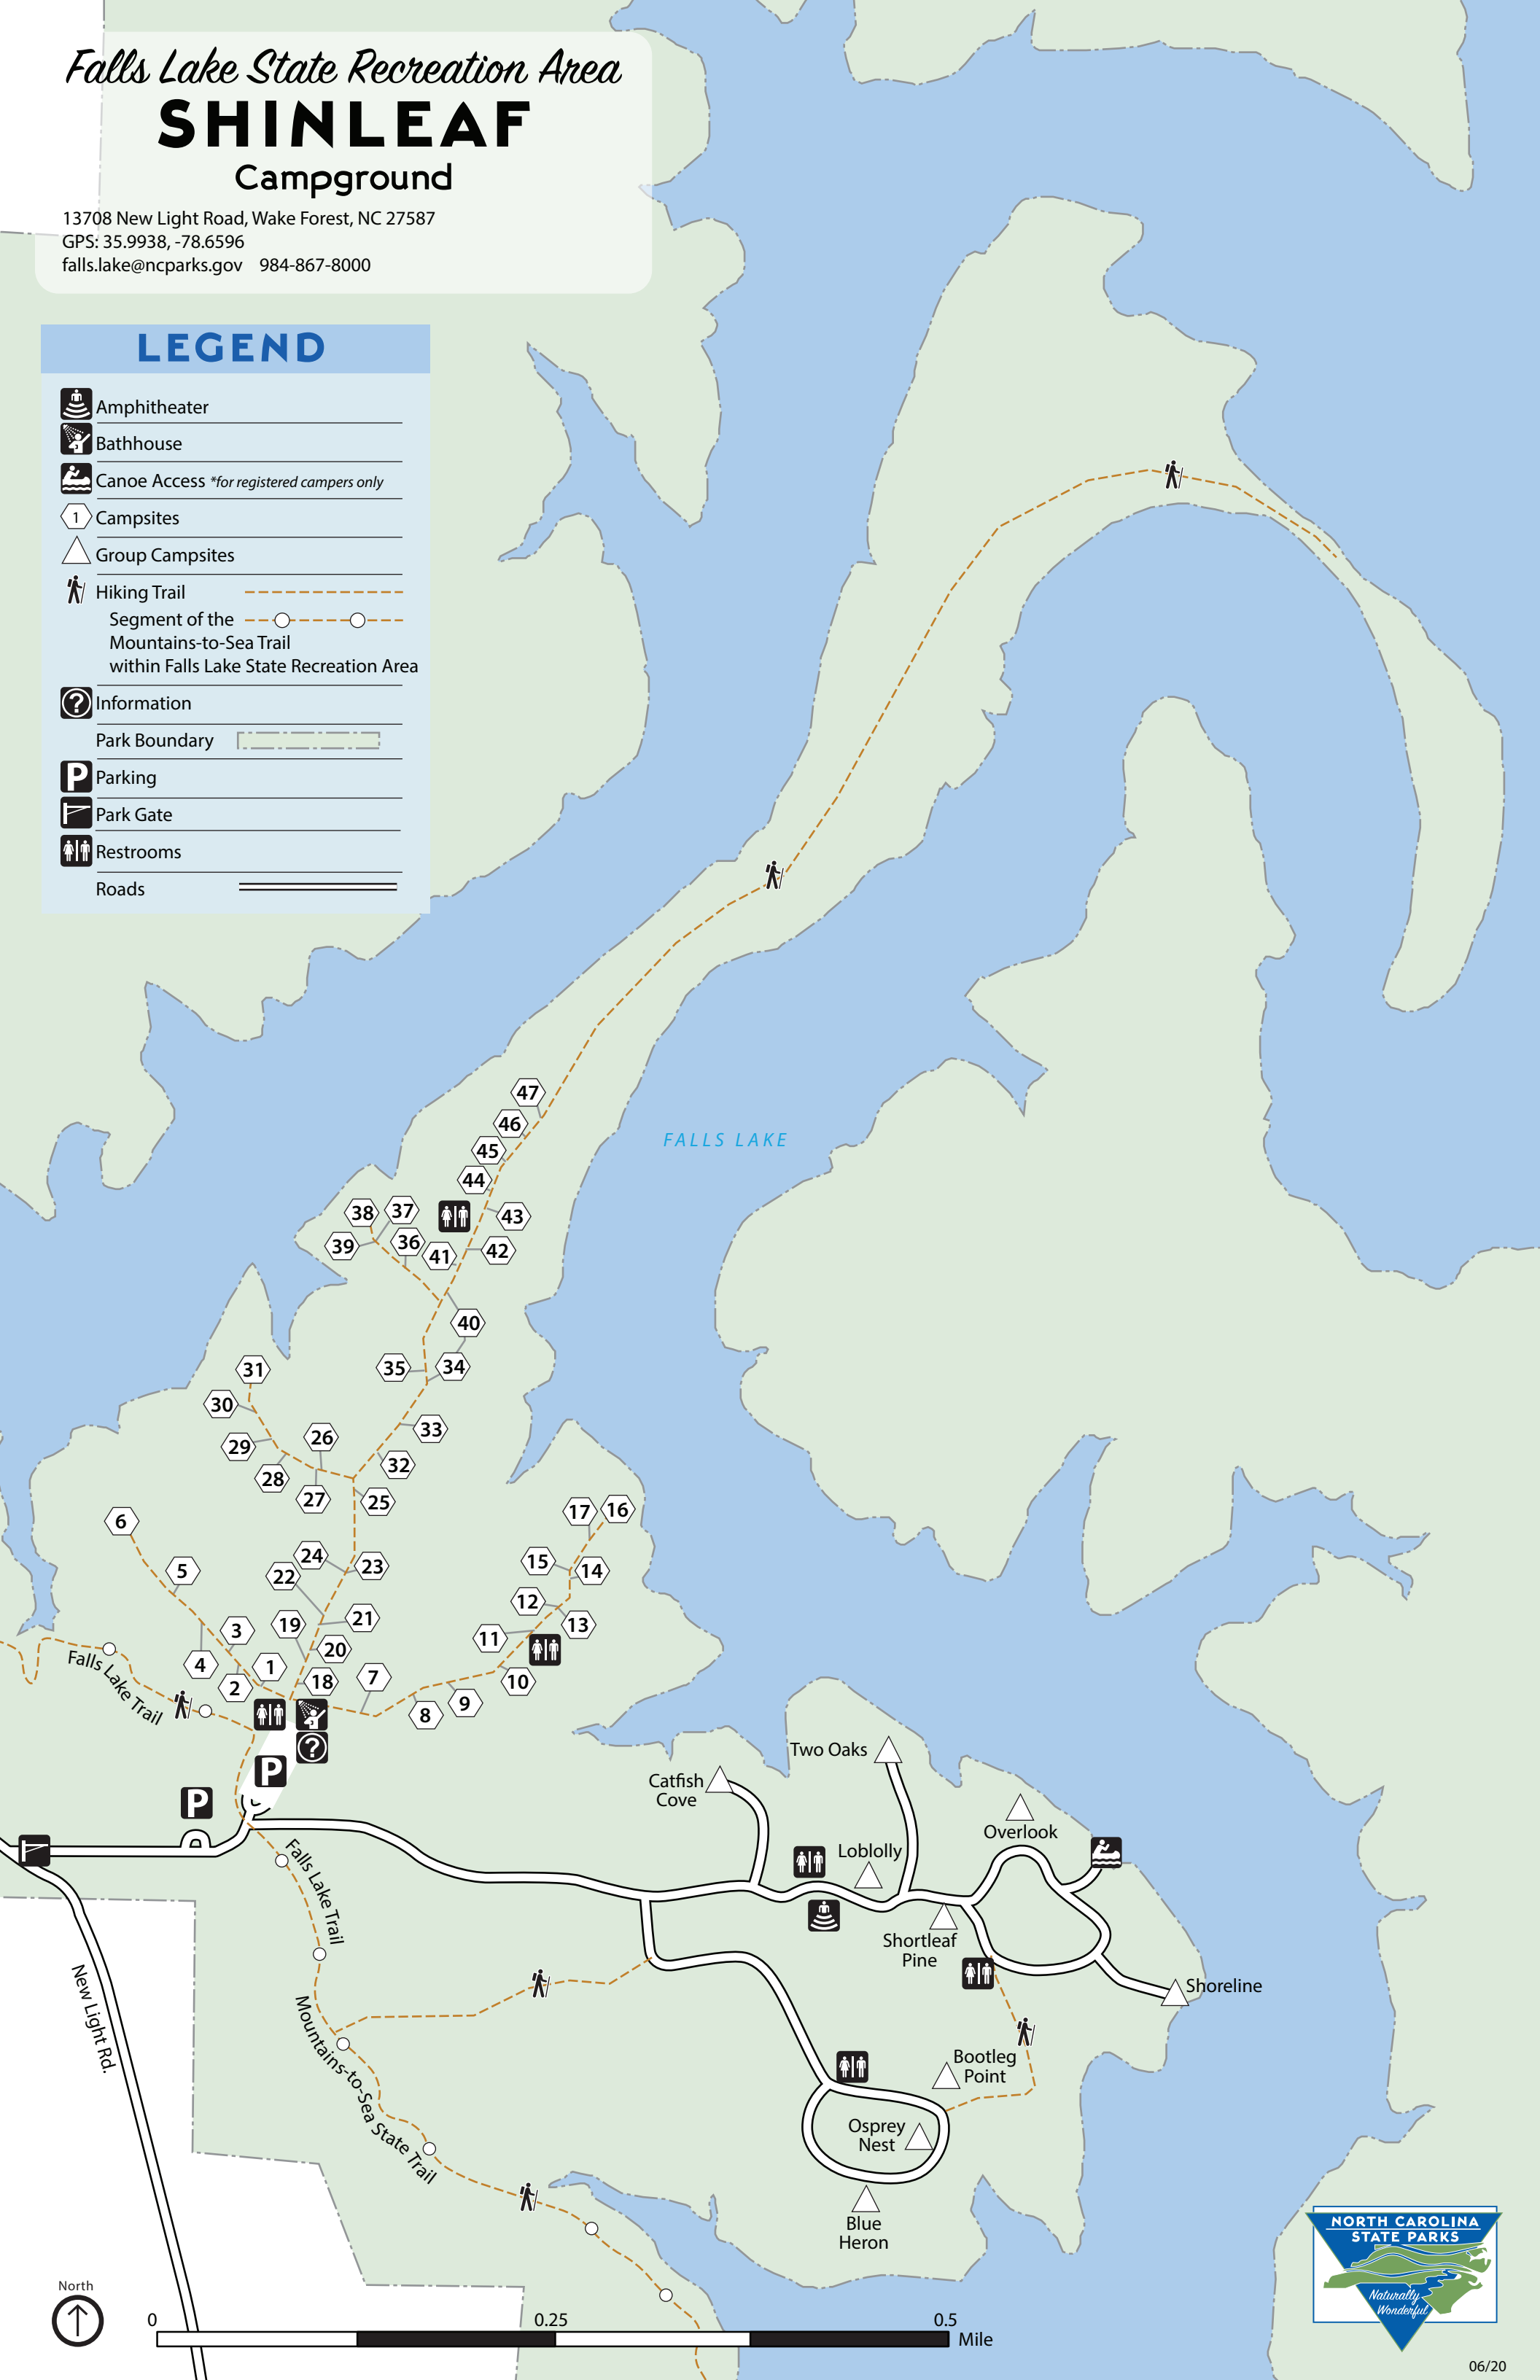 Falls Lake State Recreation Area
SHINLEAF
Campground
13708 New Light Road, Wake Forest, NC 27587
GPS: 35.9938, -78.6596
falls.lake@ncparks.gov 984-867-8000
LEGEND
Amphitheater
Bathhouse
Canoe Access *for registered campers only
1 Campsites
Group Campsites
Hiking Trail
Segment of the
Mountains-to-Sea Trail
within Falls Lake State Recreation Area
? Information
Park Boundary
P Parking
Park Gate
Restrooms
Roads
FALLS LAKE
47
46
45
44
43
38
37
39
36
41
42
40
35
34
31
30
33
29
26
32
28
27
25
6
17
16
24
23
5
22
15
14
12
21
19
13
3
11
20
4
1
18
7
10
2
9
8
Falls Lake Trail
?
P
P
Two Oaks
Catfish
Cove
Overlook
Loblolly
Falls Lake Trail
Shortleaf
Pine
Shoreline
New Light Rd.
Mountains-to-Sea State Trail
Bootleg
Point
Osprey
Nest
Blue
Heron
NORTH CAROLINA
STATE PARKS
Naturally
Wonderful
North
0 0.25 0.5
Mile
06/20